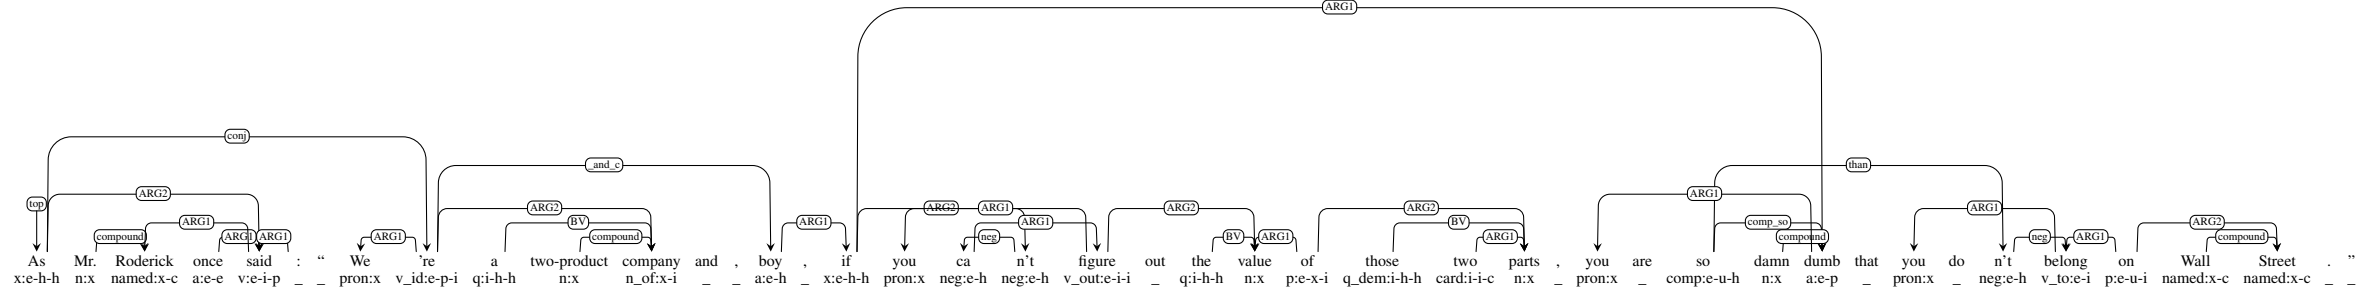 ARG1
conj
_and_c than
top ARG2 ARG2 ARG2 ARG1 ARG2 ARG2 ARG1 ARG1
ARG1 BV ARG1 ARG1 BV comp_so ARG2
compound ARG1 ARG1 ARG1 compound neg BV ARG1 ARG1 compound neg ARG1 compound
As Mr. Roderick once said : “ We 're a two-product company and , boy , if you ca n't figure out the value of those two parts , you are so damn dumb that you do n't belong on Wall Street . ”
x:e-h-h n:x named:x-c a:e-e v:e-i-p _ _ pron:x v_id:e-p-i q:i-h-h n:x n_of:x-i _ _ a:e-h _ x:e-h-h pron:x neg:e-h neg:e-h v_out:e-i-i _ q:i-h-h n:x p:e-x-i q_dem:i-h-h card:i-i-c n:x _ pron:x _ comp:e-u-h n:x a:e-p _ pron:x _ neg:e-h v_to:e-i p:e-u-i named:x-c named:x-c _ _